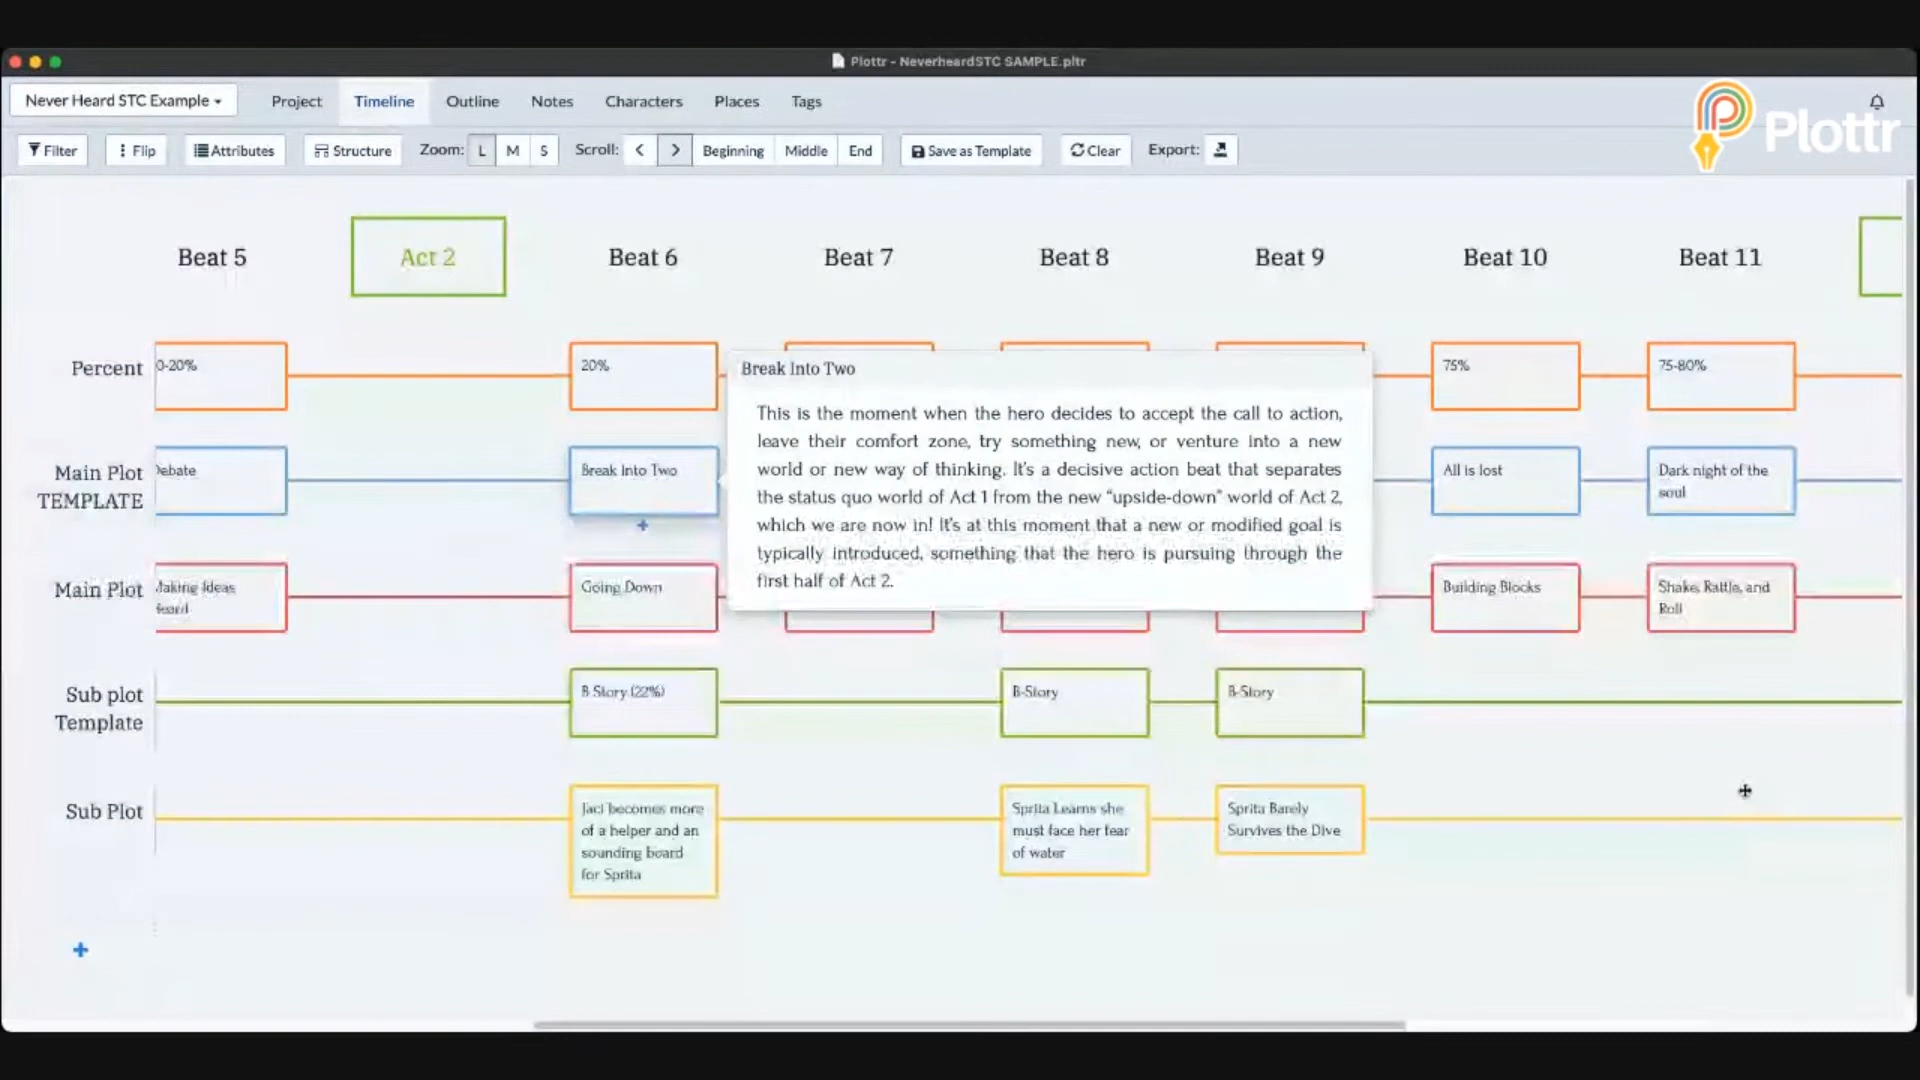 Plottr - NeverheardSTC SAMPLE.pltr
Never Heard STC Example
Project
Timeline
Outline
Notes
Characters
Places
Tags
Plottr
Filter
Flip
Attributes
Structure
Zoom:
L
M
S
Scroll:
Beginning
Middle
End
Save as Template
Clear
Export:
Beat 5
Act 2
Beat 6
Beat 7
Beat 8
Beat 9
Beat 10
Beat 11
Percent
0-20%
20%
75%
75-80%
Break Into Two
This is the moment when the hero decides to accept the call to action,
leave their comfort zone, try something new, or venture into a new
world or new way of thinking. It's a decisive action beat that separates
the status quo world of Act 1 from the new “upside-down” world of Act 2,
which we are now in! It's at this moment that a new or modified goal is
typically introduced, something that the hero is pursuing through the
first half of Act 2.
Main Plot
TEMPLATE
Debate
Break Into Two
All is lost
Dark night of the
soul
Main Plot
Making Ideas
Heard
Going Down
Building Blocks
Shake, Rattle, and
Roll
Sub plot
Template
B Story (22%)
B-Story
B-Story
Sub Plot
Jaci becomes more
of a helper and an
sounding board
for Sprita
Sprita Learns she
must face her fear
of water
Sprita Barely
Survives the Dive